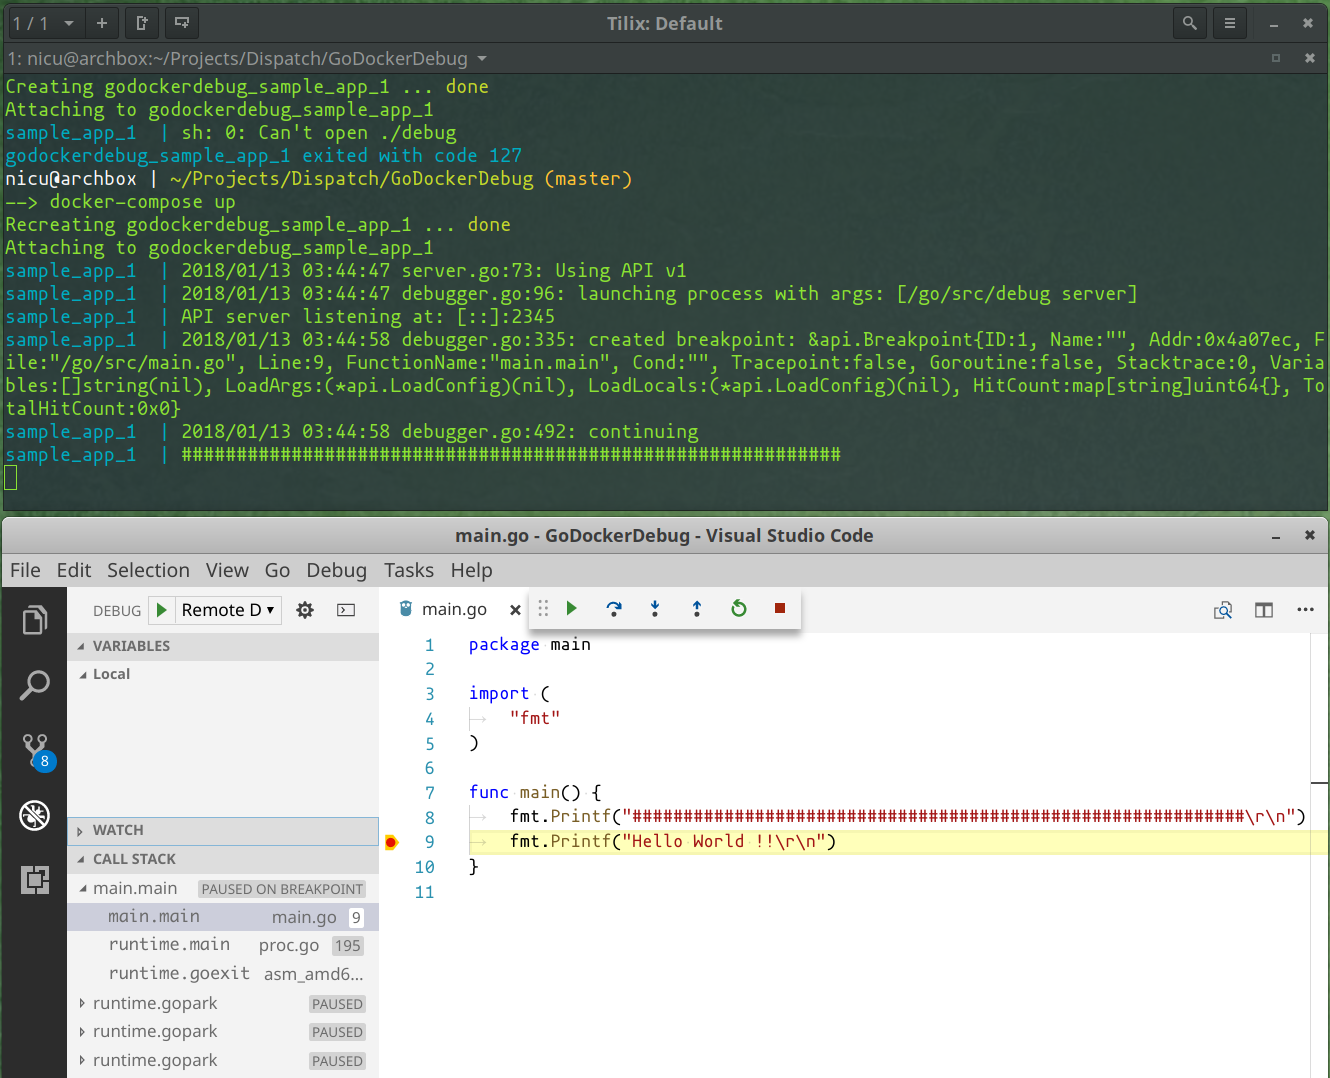 1 / 1
Tilix: Default
1: nicu@archbox:~/Projects/Dispatch/GoDockerDebug
Creating godockerdebug_sample_app_1 ... done
Attaching to godockerdebug_sample_app_1
sample_app_1  | sh: 0: Can't open ./debug
godockerdebug_sample_app_1 exited with code 127
nicu@archbox | ~/Projects/Dispatch/GoDockerDebug (master)
--> docker-compose up
Recreating godockerdebug_sample_app_1 ... done
Attaching to godockerdebug_sample_app_1
sample_app_1  | 2018/01/13 03:44:47 server.go:73: Using API v1
sample_app_1  | 2018/01/13 03:44:47 debugger.go:96: launching process with args: [/go/src/debug server]
sample_app_1  | API server listening at: [::]:2345
sample_app_1  | 2018/01/13 03:44:58 debugger.go:335: created breakpoint: &api.Breakpoint{ID:1, Name:"", Addr:0x4a07ec, F
ile:"/go/src/main.go", Line:9, FunctionName:"main.main", Cond:"", Tracepoint:false, Goroutine:false, Stacktrace:0, Varia
bles:[]string(nil), LoadArgs:(*api.LoadConfig)(nil), LoadLocals:(*api.LoadConfig)(nil), HitCount:map[string]uint64{}, To
talHitCount:0x0}
sample_app_1  | 2018/01/13 03:44:58 debugger.go:492: continuing
sample_app_1  | ############################################################
main.go - GoDockerDebug - Visual Studio Code
File Edit Selection View Go Debug Tasks Help
DEBUG Remote D
main.go
VARIABLES
Local
8
WATCH
CALL STACK
main.main PAUSED ON BREAKPOINT
main.main main.go 9
runtime.main proc.go 195
runtime.goexit asm_amd6...
runtime.gopark PAUSED
runtime.gopark PAUSED
runtime.gopark PAUSED
1 package main
2
3 import (
4 "fmt"
5 )
6
7 func main() {
8 fmt.Printf("############################################################\r\n")
9 fmt.Printf("Hello World !!\r\n")
10 }
11